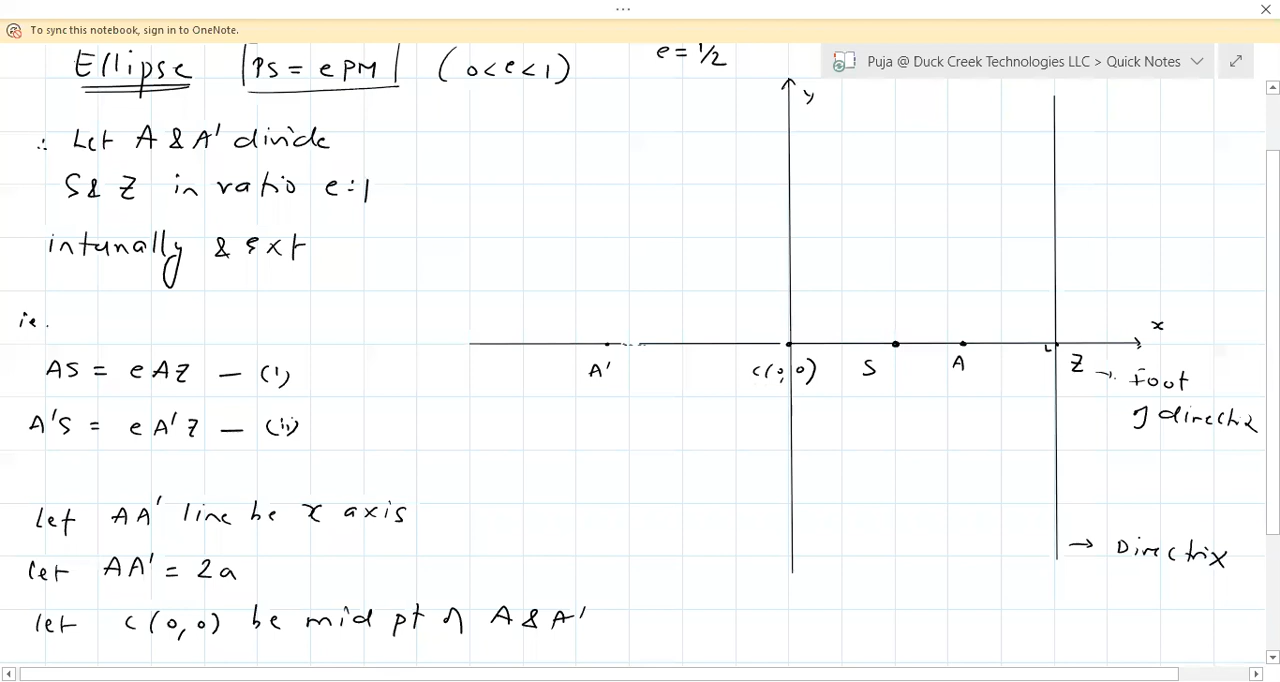 To sync this notebook, sign in to OneNote.
Ellipse PS = e PM (0<e<1) e = 1/2
Puja @ Duck Creek Technologies LLC > Quick Notes
∴ Let A & A' divide
S & Z in ratio e:1
internally & ext
ie.
AS = e AZ — (i)
A'S = e A'Z — (ii)
Let AA' line be x axis
let AA' = 2a
let C(0,0) be mid pt of A & A'
y
x
A' C(0,0) S A Z → Foot
of directrix
→ Directrix